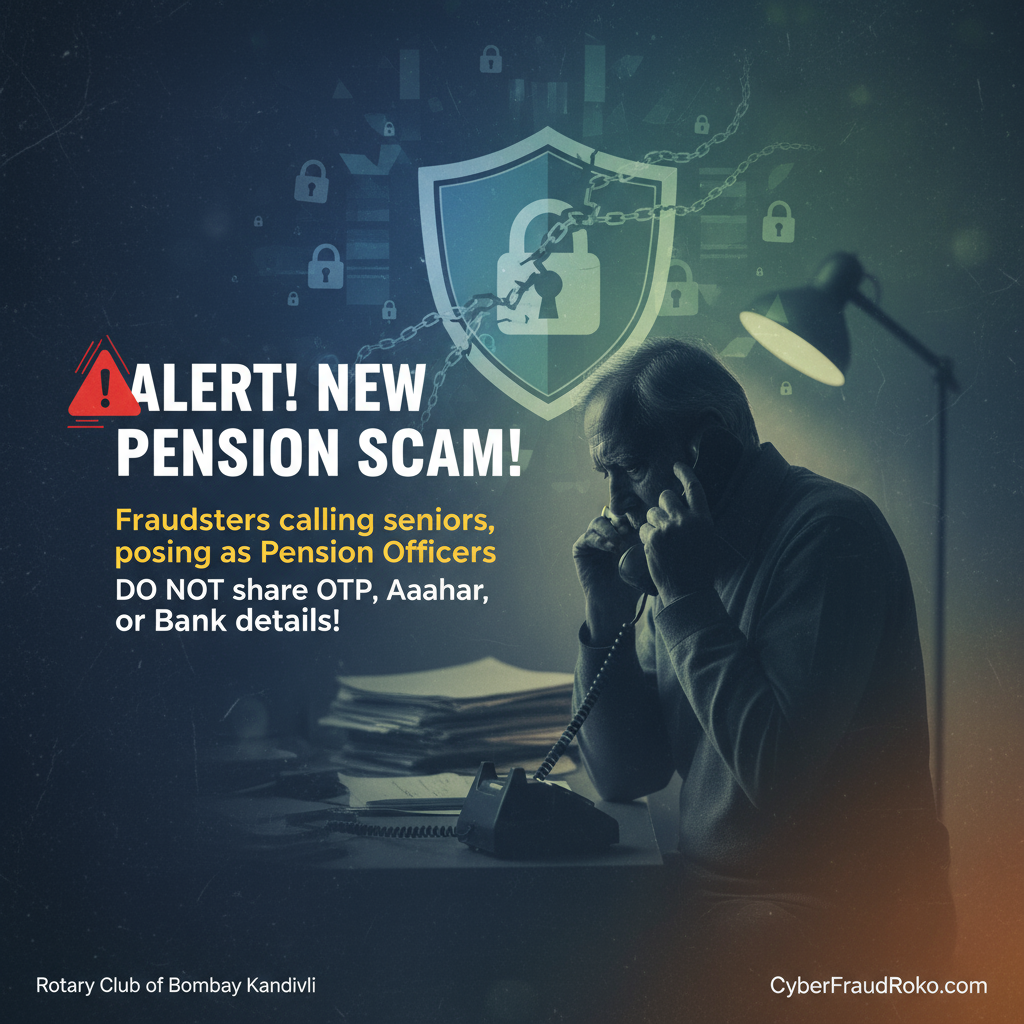 ALERT! NEW
PENSION SCAM!
Fraudsters calling seniors,
posing as Pension Officers
DO NOT share OTP, Aaahar,
or Bank details!
Rotary Club of Bombay Kandivli
CyberFraudRoko.com